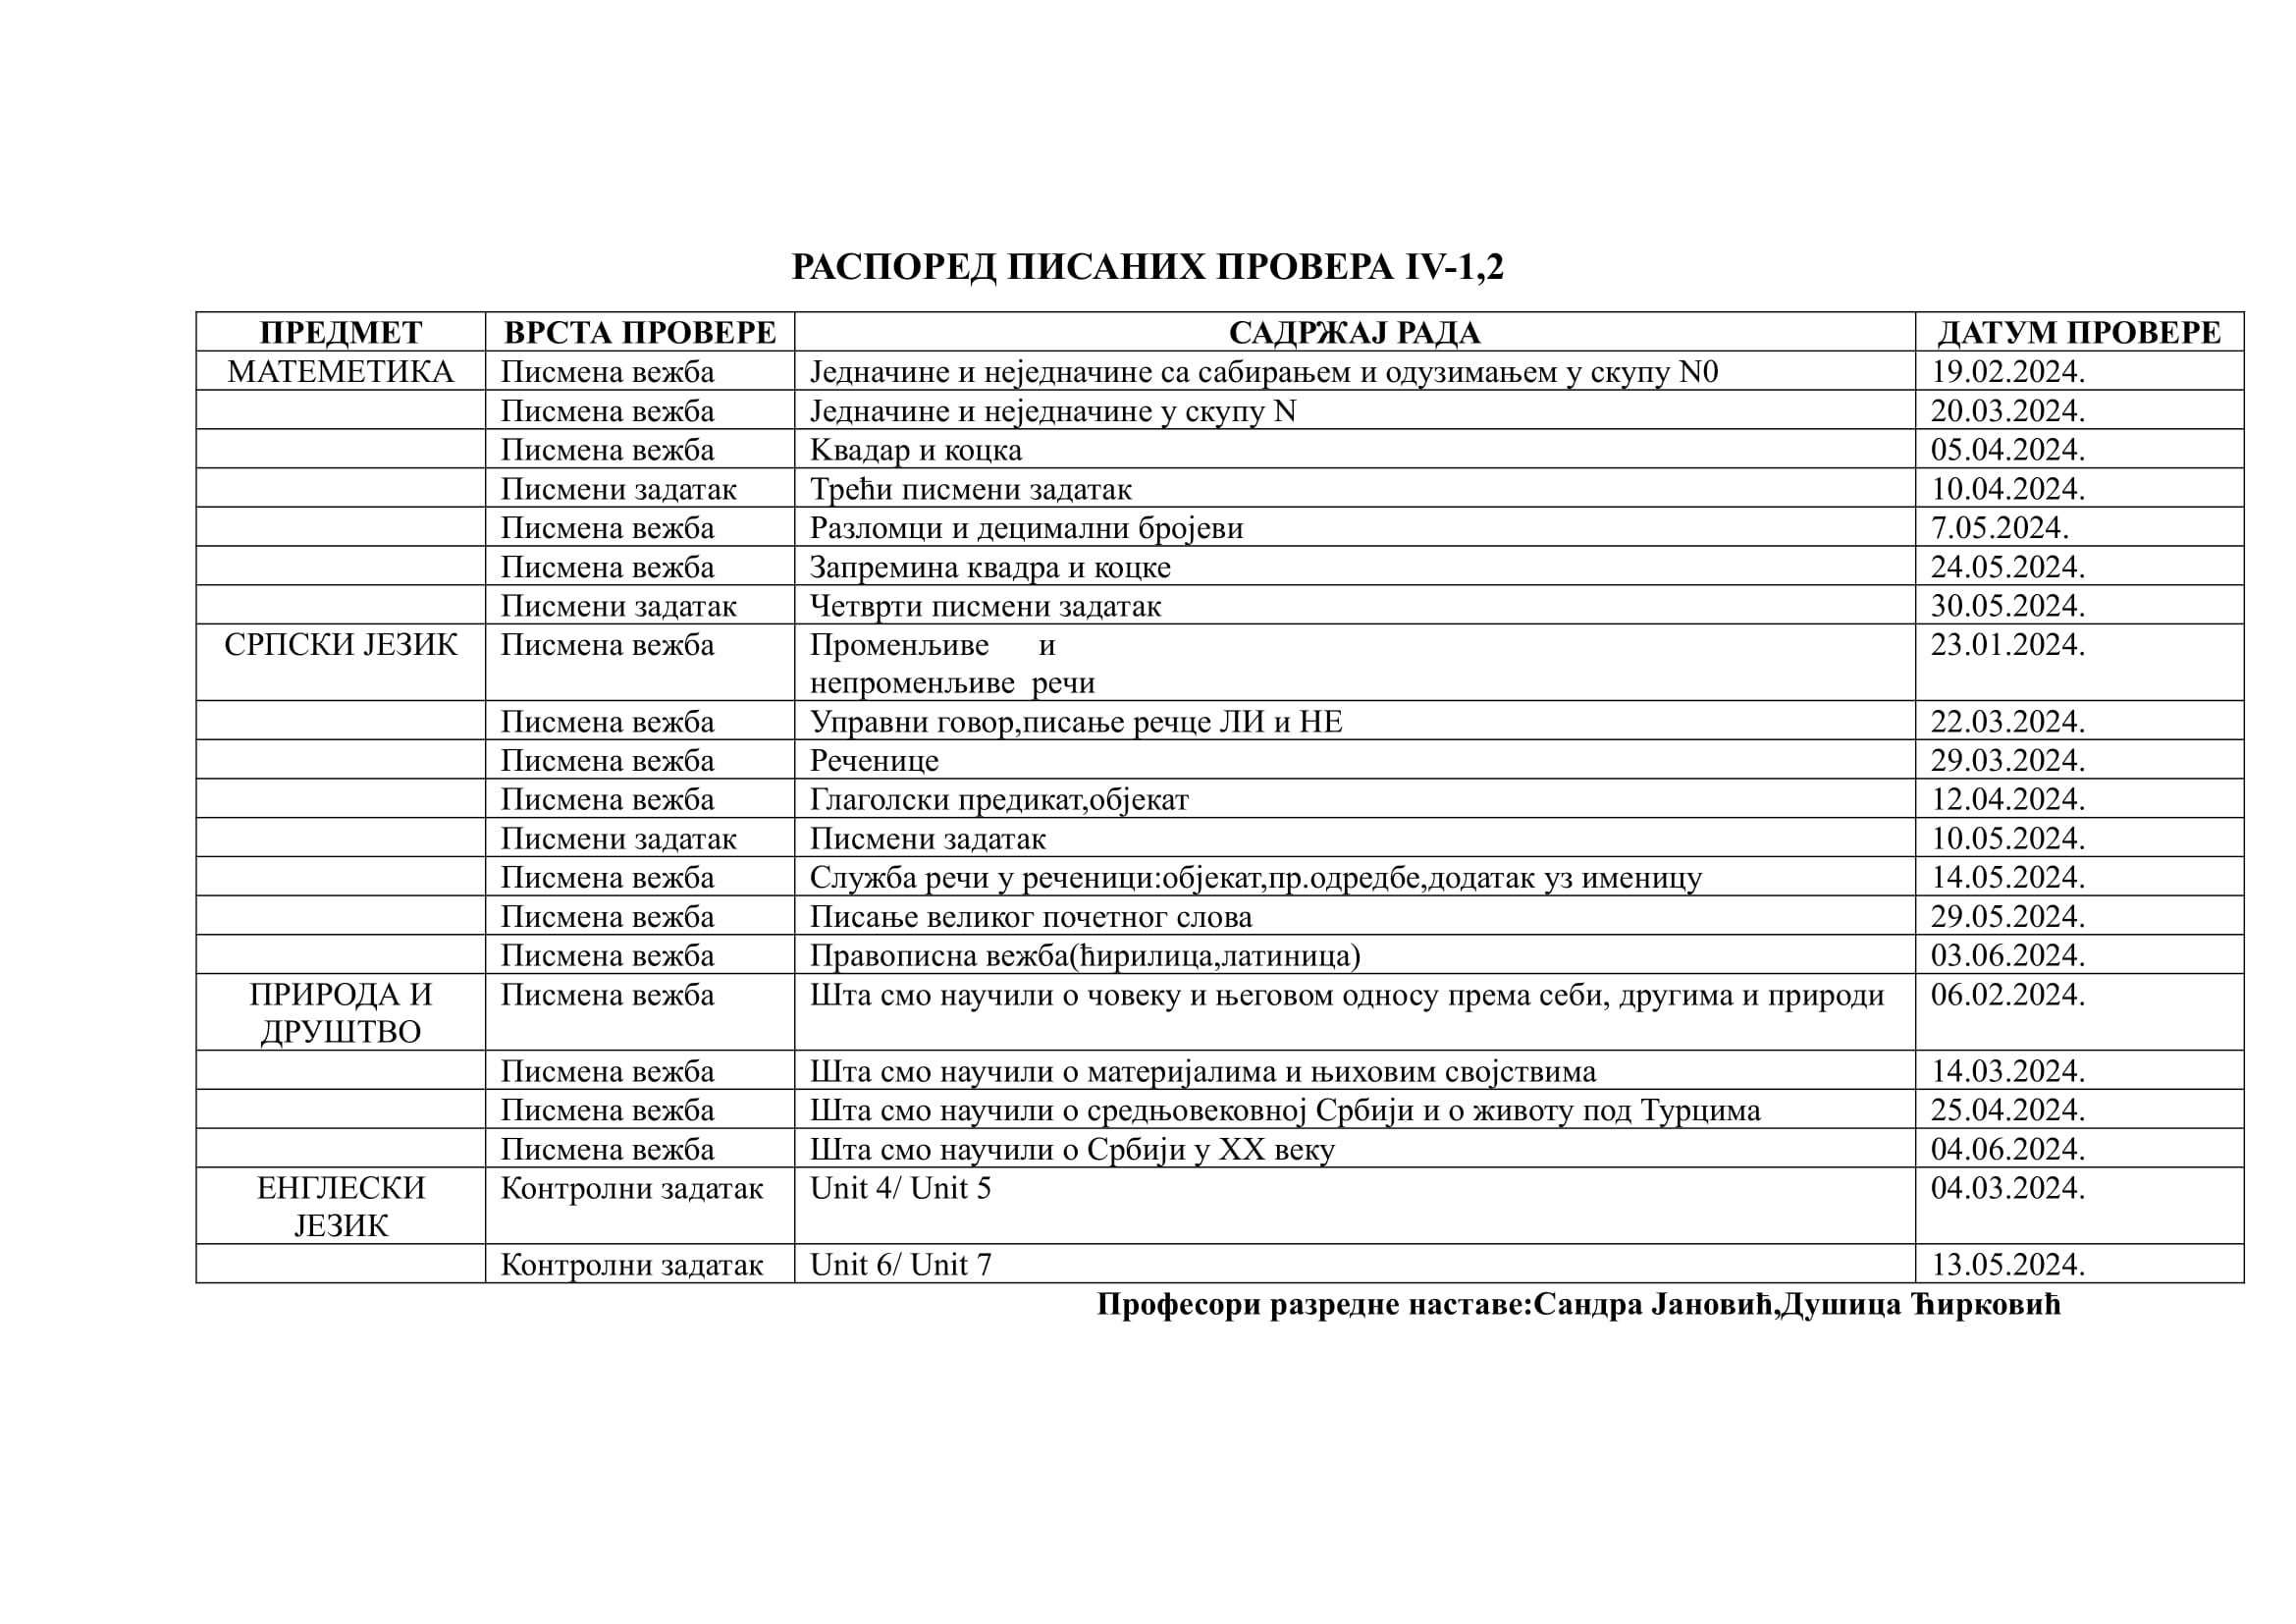 РАСПОРЕД ПИСАНИХ ПРОВЕРА IV-1,2
ПРЕДМЕТ ВРСТА ПРОВЕРЕ САДРЖАЈ РАДА ДАТУМ ПРОВЕРЕ
МАТЕМЕТИКА Писмена вежба Једначине и неједначине са сабирањем и одузимањем у скупу N0 19.02.2024.
Писмена вежба Једначине и неједначине у скупу N 20.03.2024.
Писмена вежба Квадар и коцка 05.04.2024.
Писмени задатак Трећи писмени задатак 10.04.2024.
Писмена вежба Разломци и децимални бројеви 7.05.2024.
Писмена вежба Запремина квадра и коцке 24.05.2024.
Писмени задатак Четврти писмени задатак 30.05.2024.
СРПСКИ ЈЕЗИК Писмена вежба Променљиве и 23.01.2024.
непроменљиве речи
Писмена вежба Управни говор,писање речце ЛИ и НЕ 22.03.2024.
Писмена вежба Реченице 29.03.2024.
Писмена вежба Глаголски предикат,објекат 12.04.2024.
Писмени задатак Писмени задатак 10.05.2024.
Писмена вежба Служба речи у реченици:објекат,пр.одредбе,додатак уз именицу 14.05.2024.
Писмена вежба Писање великог почетног слова 29.05.2024.
Писмена вежба Правописна вежба(ћирилица,латиница) 03.06.2024.
ПРИРОДА И Писмена вежба Шта смо научили о човеку и његовом односу према себи, другима и природи 06.02.2024.
ДРУШТВО
Писмена вежба Шта смо научили о материјалима и њиховим својствима 14.03.2024.
Писмена вежба Шта смо научили о средњовековној Србији и о животу под Турцима 25.04.2024.
Писмена вежба Шта смо научили о Србији у XX веку 04.06.2024.
ЕНГЛЕСКИ Контролни задатак Unit 4/ Unit 5 04.03.2024.
ЈЕЗИК
Контролни задатак Unit 6/ Unit 7 13.05.2024.
Професори разредне наставе:Сандра Јановић,Душица Ћирковић